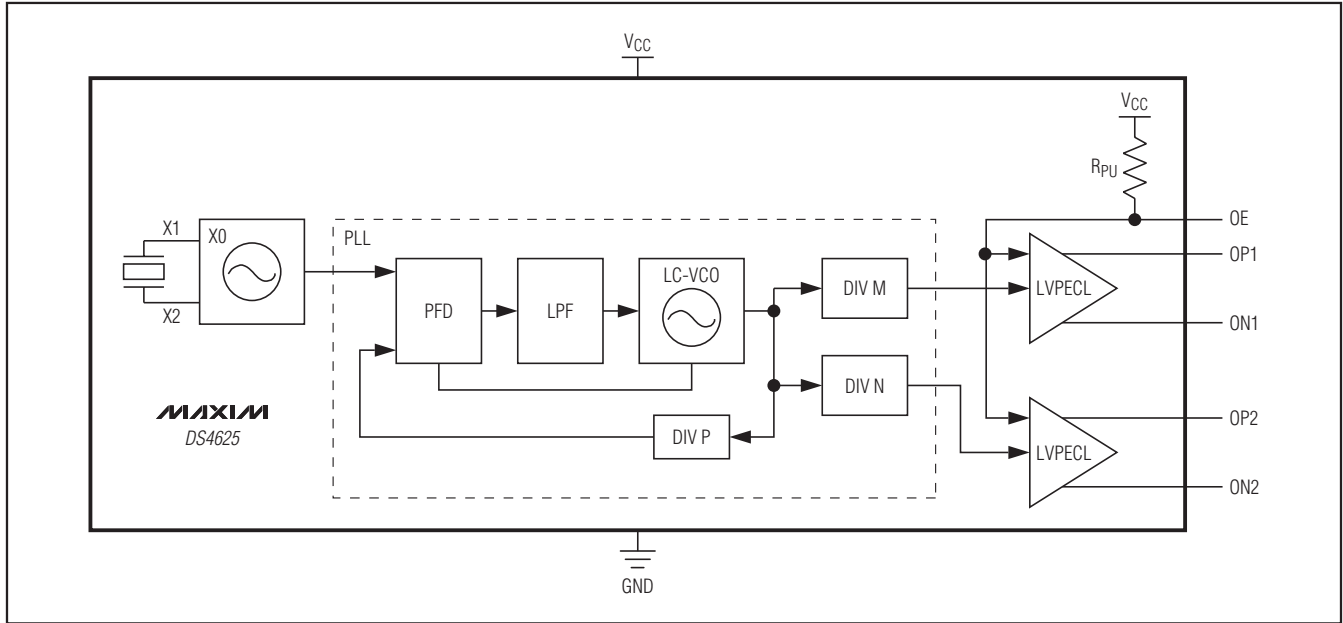 VCC
VCC
RPU
OE
X1
X0
PLL
OP1
LC-VCO
DIV M
LVPECL
PFD
LPF
X2
ON1
DIV N
MAXIM
DS4625
DIV P
OP2
LVPECL
ON2
GND